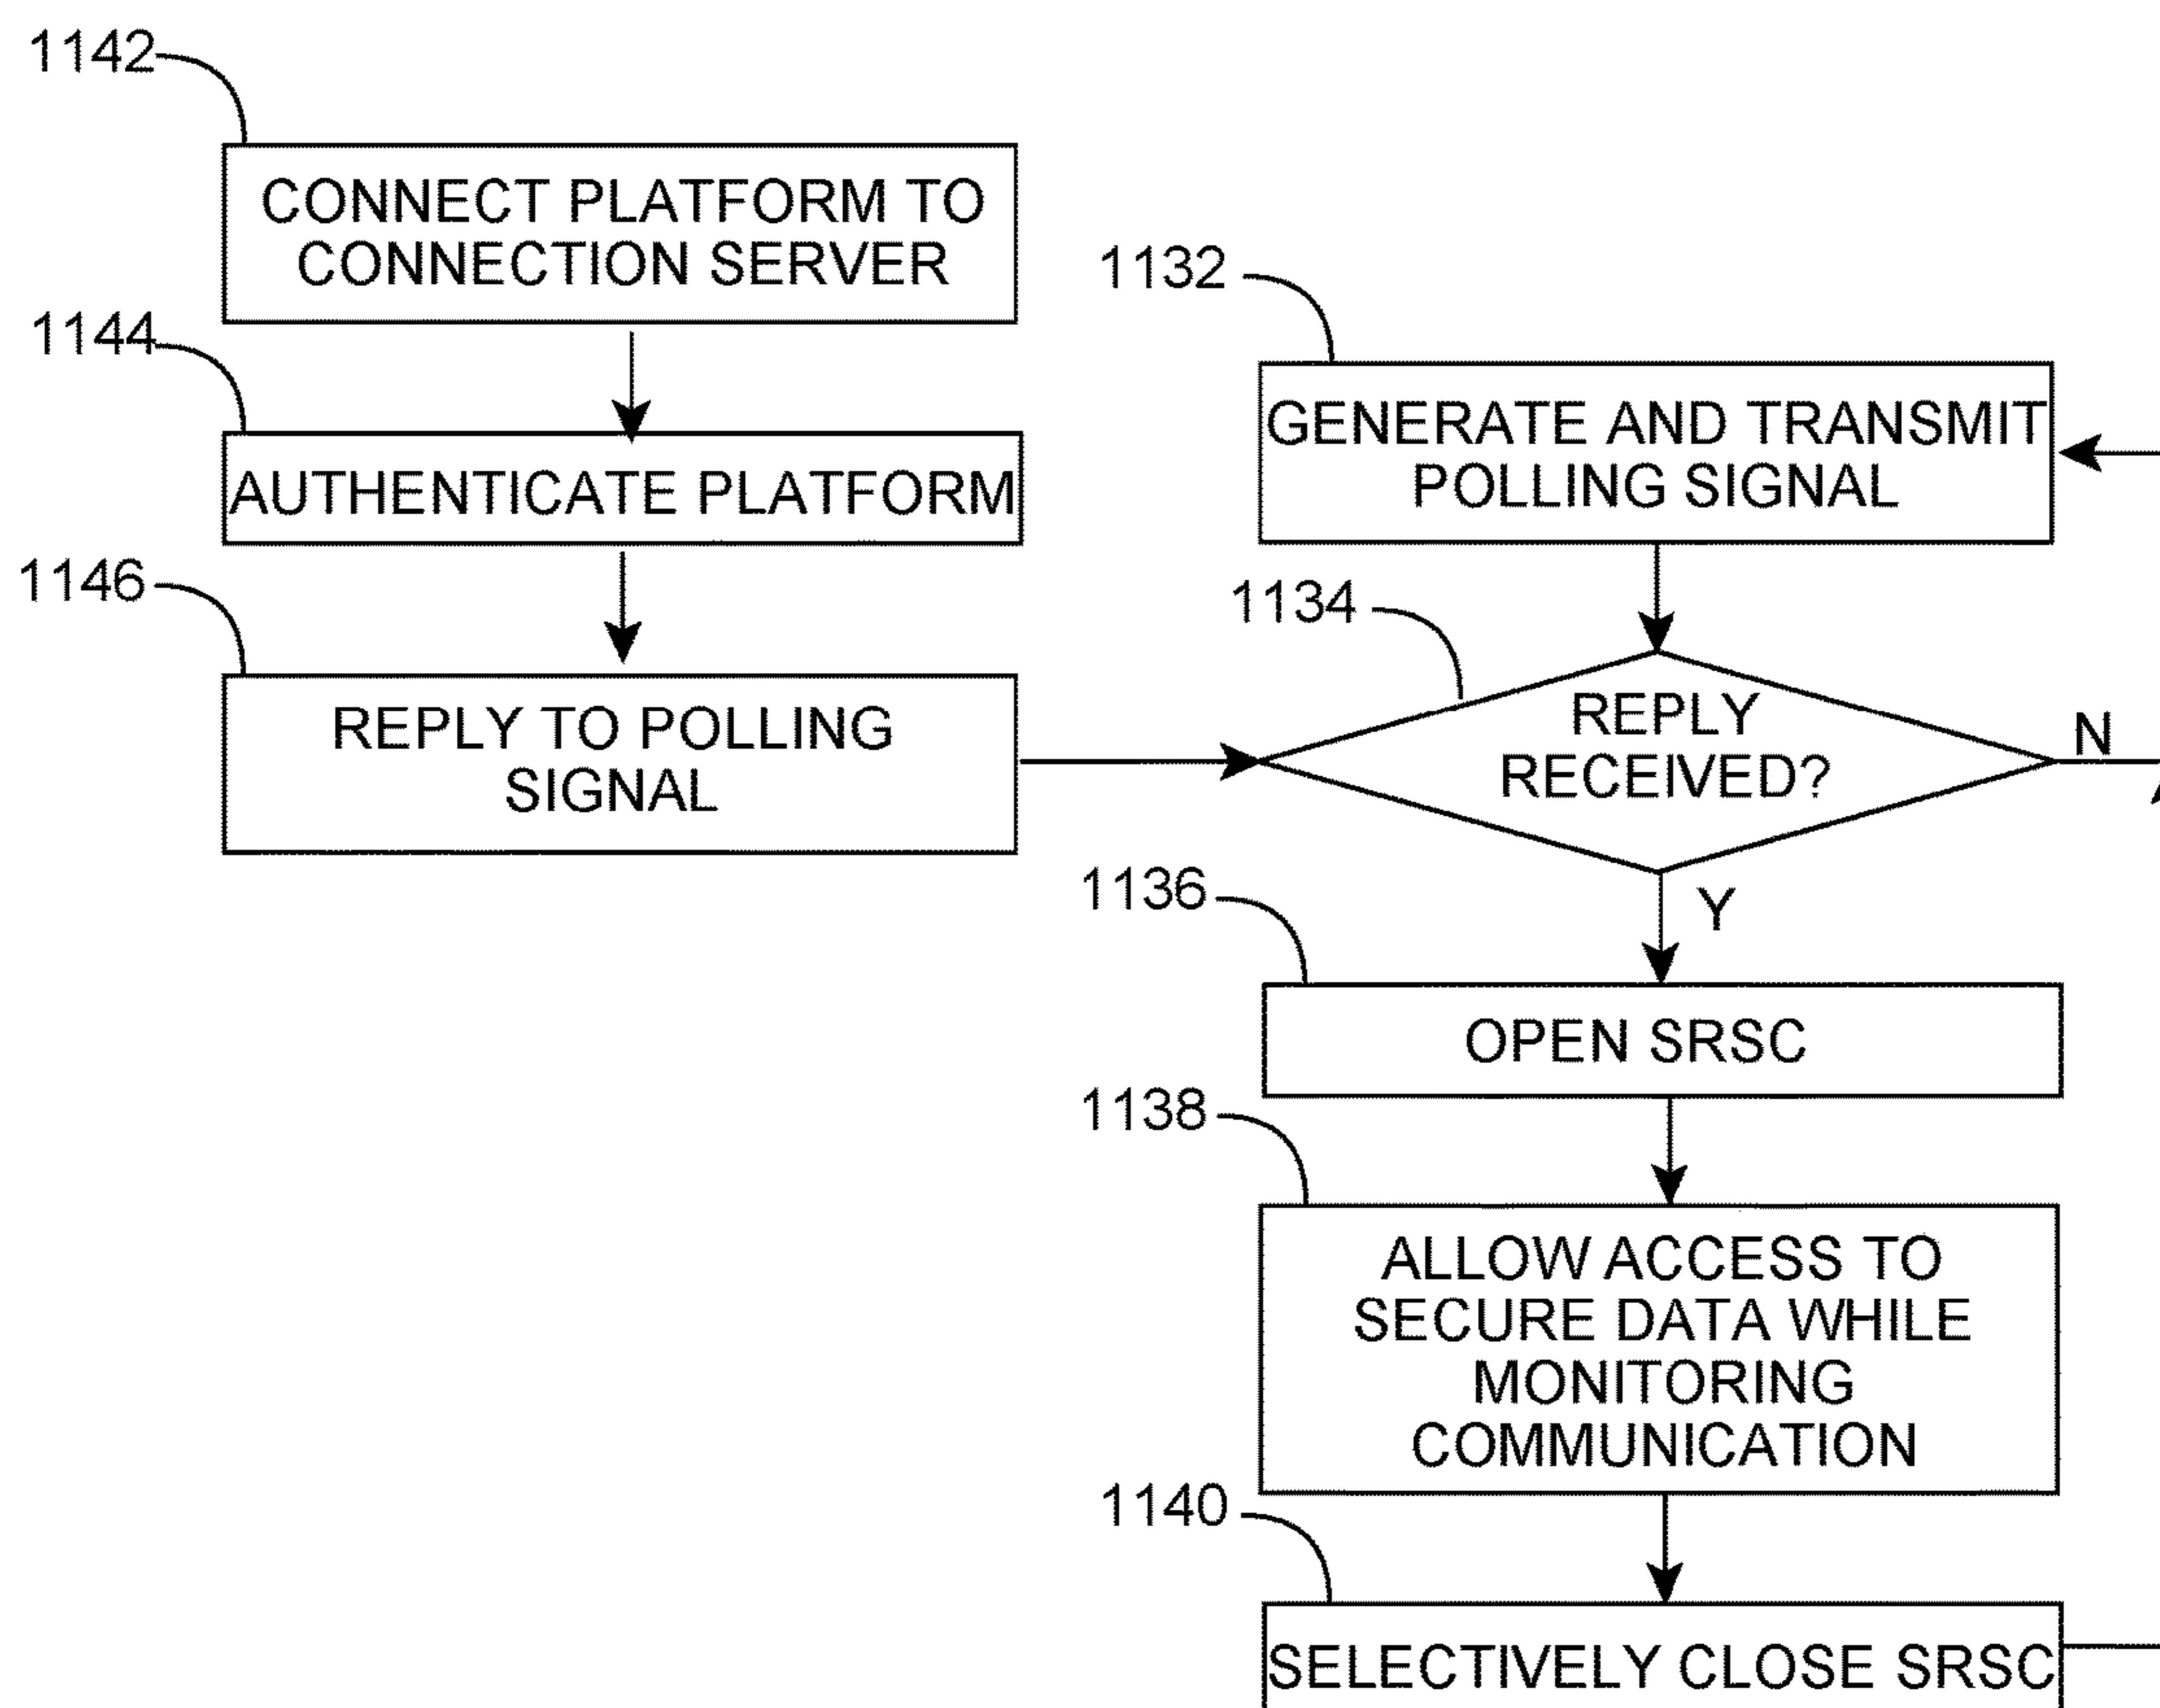 1142
CONNECT PLATFORM TO
CONNECTION SERVER
1144
AUTHENTICATE PLATFORM
1146
REPLY TO POLLING
SIGNAL
1132
GENERATE AND TRANSMIT
POLLING SIGNAL
1134
REPLY
RECEIVED?
N
Y
1136
OPEN SRSC
1138
ALLOW ACCESS TO
SECURE DATA WHILE
MONITORING
COMMUNICATION
1140
SELECTIVELY CLOSE SRSC